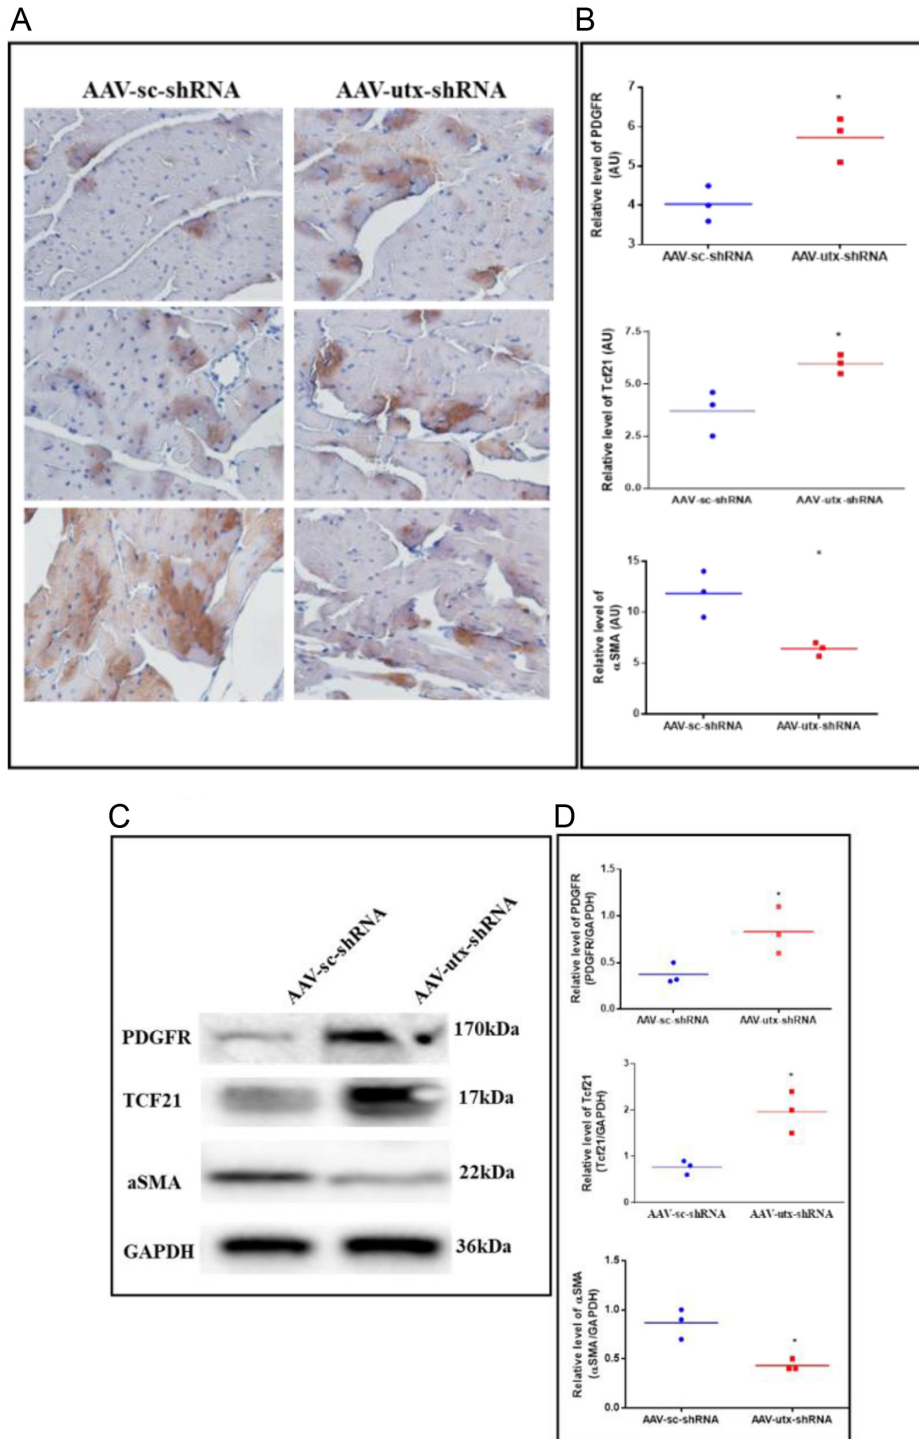 A
B
AAV-sc-shRNA
AAV-utx-shRNA
Relative level of PDGFR
(AU)
7
6
5
4
3
*
AAV-sc-shRNA
AAV-utx-shRNA
Relative level of Tcf21 (AU)
7.5
5.0
2.5
0.0
*
AAV-sc-shRNA
AAV-utx-shRNA
Relative level of
αSMA (AU)
15
10
5
0
*
AAV-sc-shRNA
AAV-utx-shRNA
C
D
AAV-sc-shRNA
AAV-utx-shRNA
PDGFR
170kDa
TCF21
17kDa
aSMA
22kDa
GAPDH
36kDa
Relative level of PDGFR
(PDGFR/GAPDH)
1.5
1.0
0.5
0.0
*
AAV-sc-shRNA
AAV-utx-shRNA
Relative level of Tcf21
(Tcf21/GAPDH)
3
2
1
0
*
AAV-sc-shRNA
AAV-utx-shRNA
Relative level of αSMA
(αSMA/GAPDH)
1.5
1.0
0.5
0.0
*
AAV-sc-shRNA
AAV-utx-shRNA